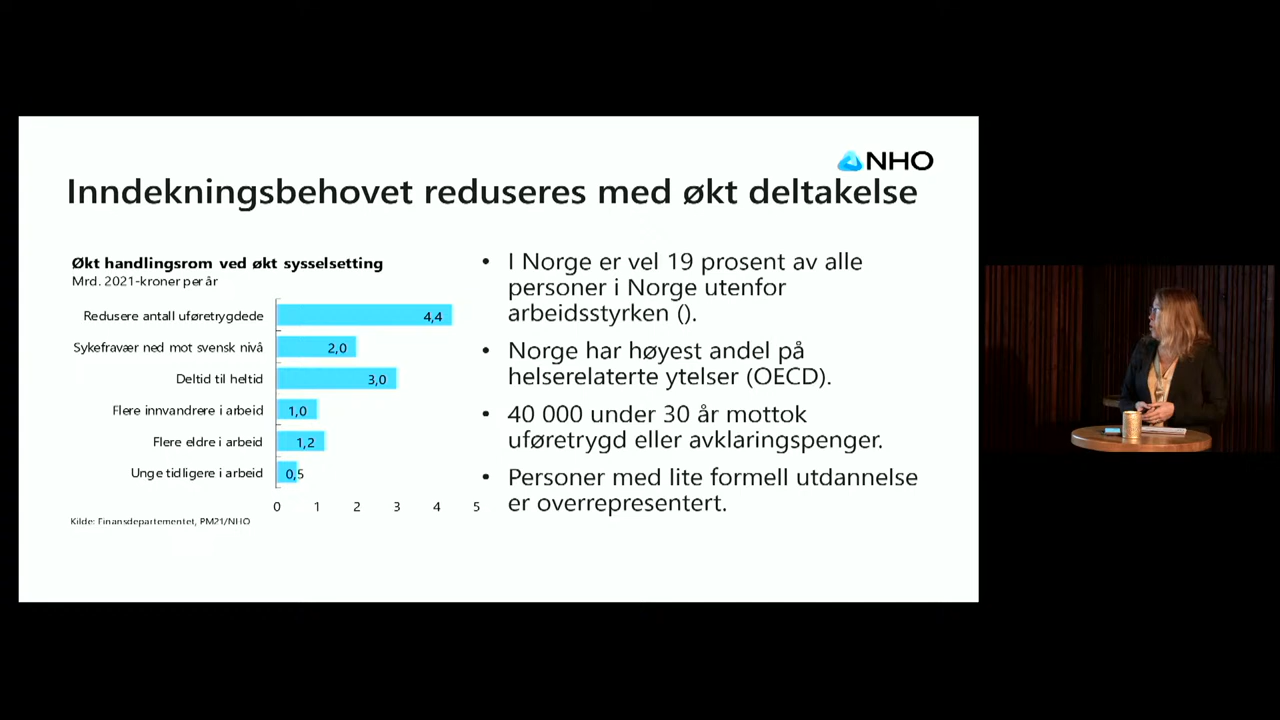 NHO
Inndekningsbehovet reduseres med økt deltakelse
Økt handlingsrom ved økt sysselsetting
Mrd. 2021-kroner per år
Redusere antall uføretrygdede 4,4
Sykefravær ned mot svensk nivå 2,0
Deltid til heltid 3,0
Flere innvandrere i arbeid 1,0
Flere eldre i arbeid 1,2
Unge tidligere i arbeid 0,5
0 1 2 3 4 5
Kilde: Finansdepartementet, PM21/NHO
• I Norge er vel 19 prosent av alle
personer i Norge utenfor
arbeidsstyrken ().
• Norge har høyest andel på
helserelaterte ytelser (OECD).
• 40 000 under 30 år mottok
uføretrygd eller avklaringspenger.
• Personer med lite formell utdannelse
er overrepresentert.